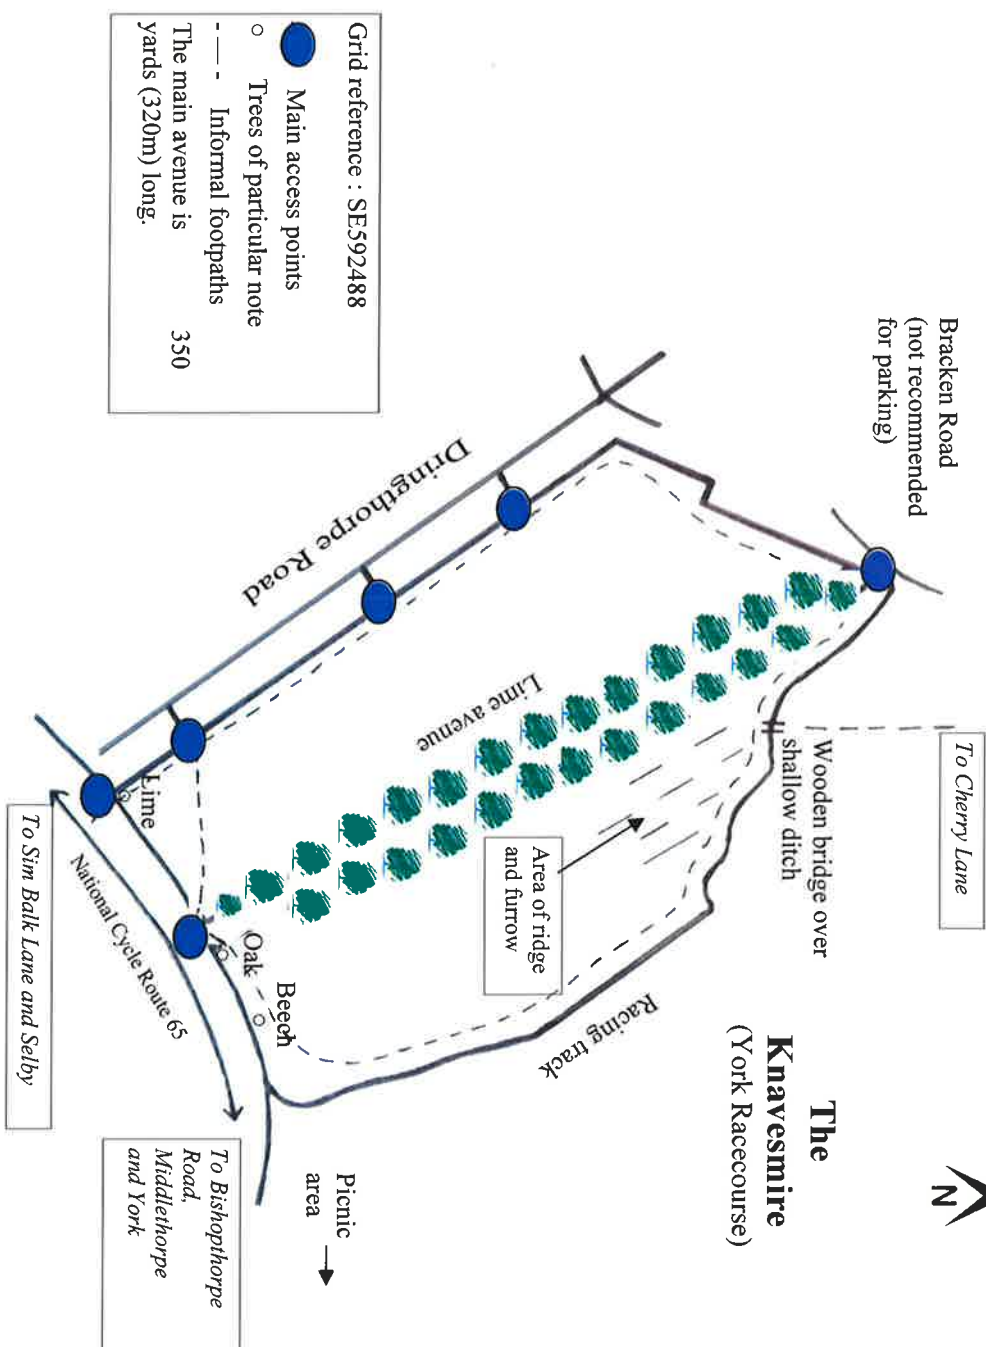 N
The
Knavesmire
(York Racecourse)
To Cherry Lane
Bracken Road
(not recommended
for parking)
Wooden bridge over
shallow ditch
Area of ridge
and furrow
Lime avenue
Racing track
Dringthorpe Road
Picnic
area
Beech
Oak
Lime
National Cycle Route 65
To Bishopthorpe
Road,
Middlethorpe
and York
To Sim Balk Lane and Selby
Grid reference : SE592488
Main access points
Trees of particular note
Informal footpaths
The main avenue is 350
yards (320m) long.